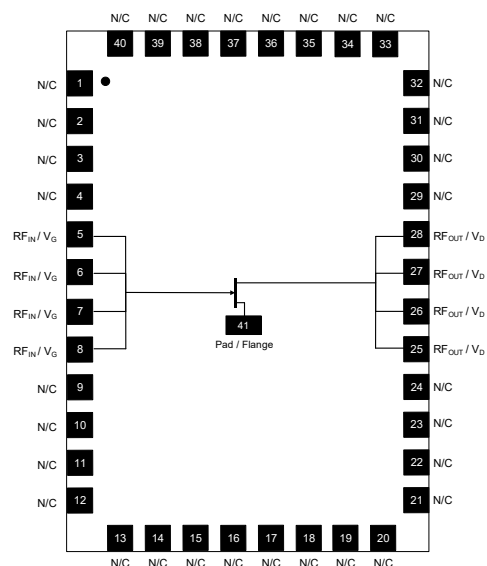 N/C N/C N/C N/C N/C N/C N/C N/C
40 39 38 37 36 35 34 33
N/C 1 32 N/C
N/C 2 31 N/C
N/C 3 30 N/C
N/C 4 29 N/C
RFIN / VG 5 28 RFOUT / VD
RFIN / VG 6 27 RFOUT / VD
RFIN / VG 7 26 RFOUT / VD
41
RFIN / VG 8 25 RFOUT / VD
Pad / Flange
N/C 9 24 N/C
N/C 10 23 N/C
N/C 11 22 N/C
N/C 12 21 N/C
13 14 15 16 17 18 19 20
N/C N/C N/C N/C N/C N/C N/C N/C